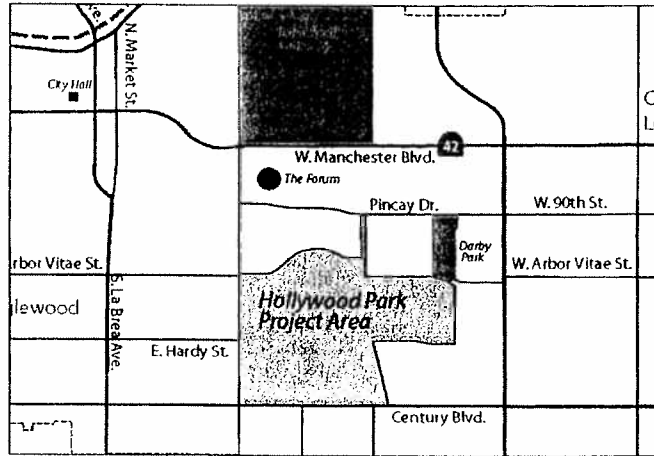 N. Market St.
City Hall
42
W. Manchester Blvd.
The Forum
Pincay Dr.
W. 90th St.
Darby
Park
rbor Vitae St.
W. Arbor Vitae St.
Hollywood Park
Project Area
lewood
S. La Brea Ave.
E. Hardy St.
Century Blvd.